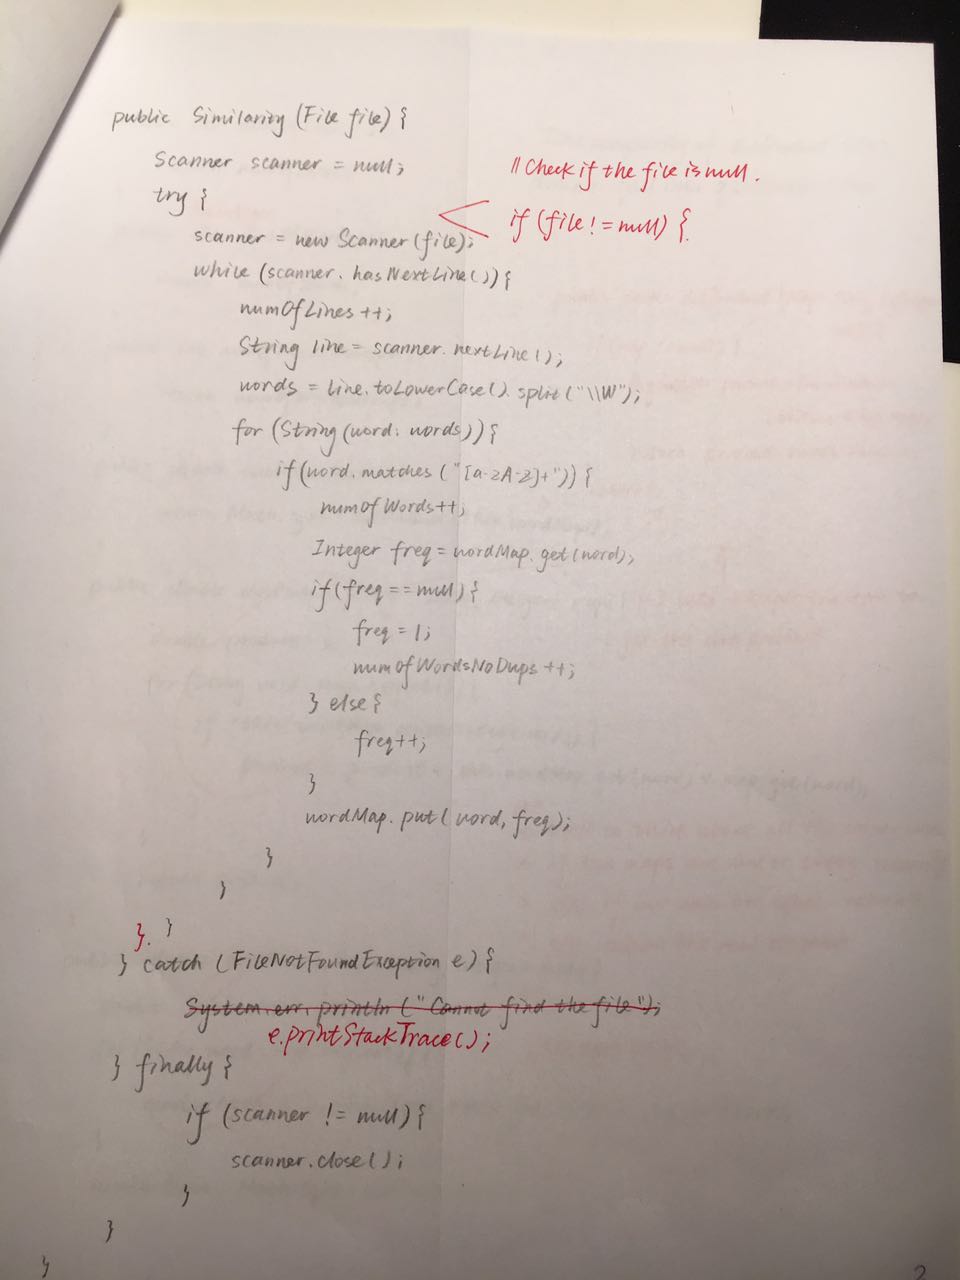 public Similarity (File file) {
Scanner scanner = null;
//Check if the file is null.
try {
if (file != null) {
scanner = new Scanner (file);
while (scanner. hasNextLine()) {
numOfLines ++;
String line = scanner. nextLine();
words = line. toLowerCase(). split ("\\W");
for (String (word: words)) {
if (word. matches ("[a-zA-Z]+")) {
numOfWords++;
Integer freq = wordMap. get (word);
if (freq == null) {
freq = 1;
numOfWordsNoDups ++;
} else {
freq++;
}
wordMap. put (word, freq);
}
}
}. }
} catch (FileNotFoundException e) {
System. err. println ("Cannot find the file");
e.printStackTrace();
} finally {
if (scanner != null) {
scanner. close();
}
}
}
2